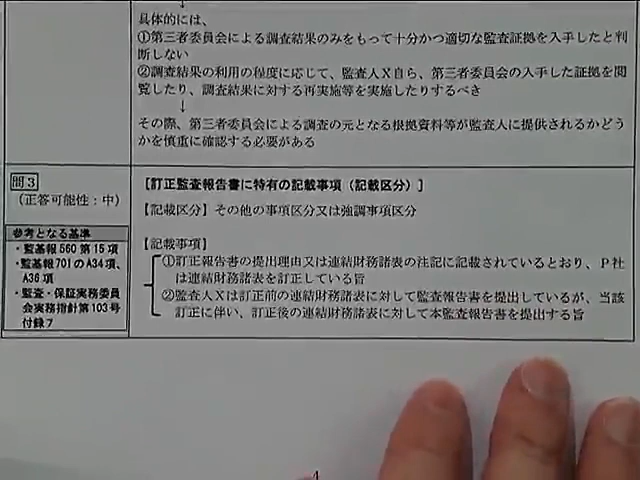 ↓
具体的には、
①第三者委員会による調査結果のみをもって十分かつ適切な監査証拠を入手したと判
断しない
②調査結果の利用の程度に応じて、監査人X自ら、第三者委員会の入手した証拠を閲
覧したり、調査結果に対する再実施等を実施したりするべき
↓
その際、第三者委員会による調査の元となる根拠資料等が監査人に提供されるかどう
かを慎重に確認する必要がある
問3
(正答可能性:中)
参考となる基準
・監基報560第15項
・監基報701のA34項、
A36項
・監査・保証実務委員
会実務指針第103号
付録7
【訂正監査報告書に特有の記載事項(記載区分)】
【記載区分】その他の事項区分又は強調事項区分
【記載事項】
①訂正報告書の提出理由又は連結財務諸表の注記に記載されているとおり、P社
は連結財務諸表を訂正している旨
②監査人Xは訂正前の連結財務諸表に対して監査報告書を提出しているが、当該
訂正に伴い、訂正後の連結財務諸表に対して本監査報告書を提出する旨